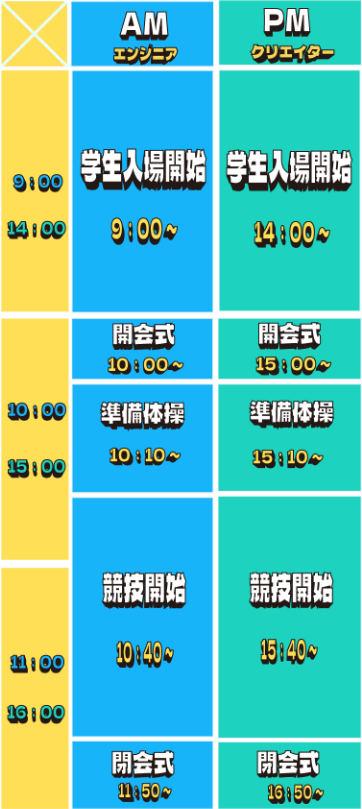 AM
エンジニア
PM
クリエイター
9:00
14:00
学生入場開始
9:00~
学生入場開始
14:00~
10:00
15:00
開会式
10:00~
開会式
15:00~
準備体操
10:10~
準備体操
15:10~
11:00
16:00
競技開始
10:40~
競技開始
15:40~
閉会式
11:50~
閉会式
16:50~